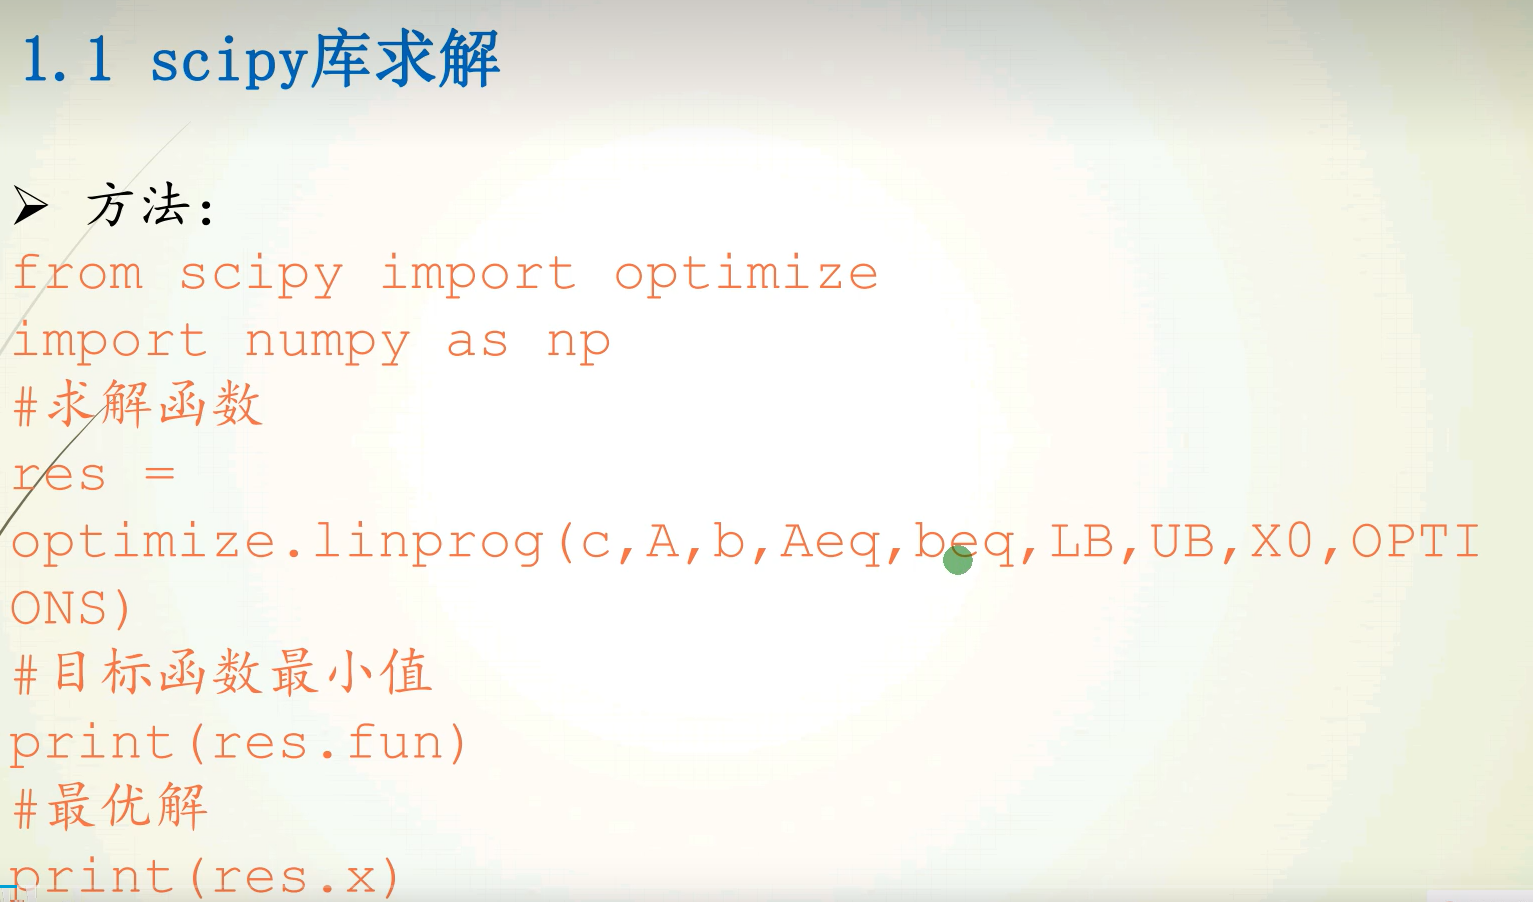 1.1 scipy库求解
方法:
from scipy import optimize
import numpy as np
#求解函数
res =
optimize.linprog(c,A,b,Aeq,beq,LB,UB,X0,OPTI
ONS)
#目标函数最小值
print(res.fun)
#最优解
print(res.x)